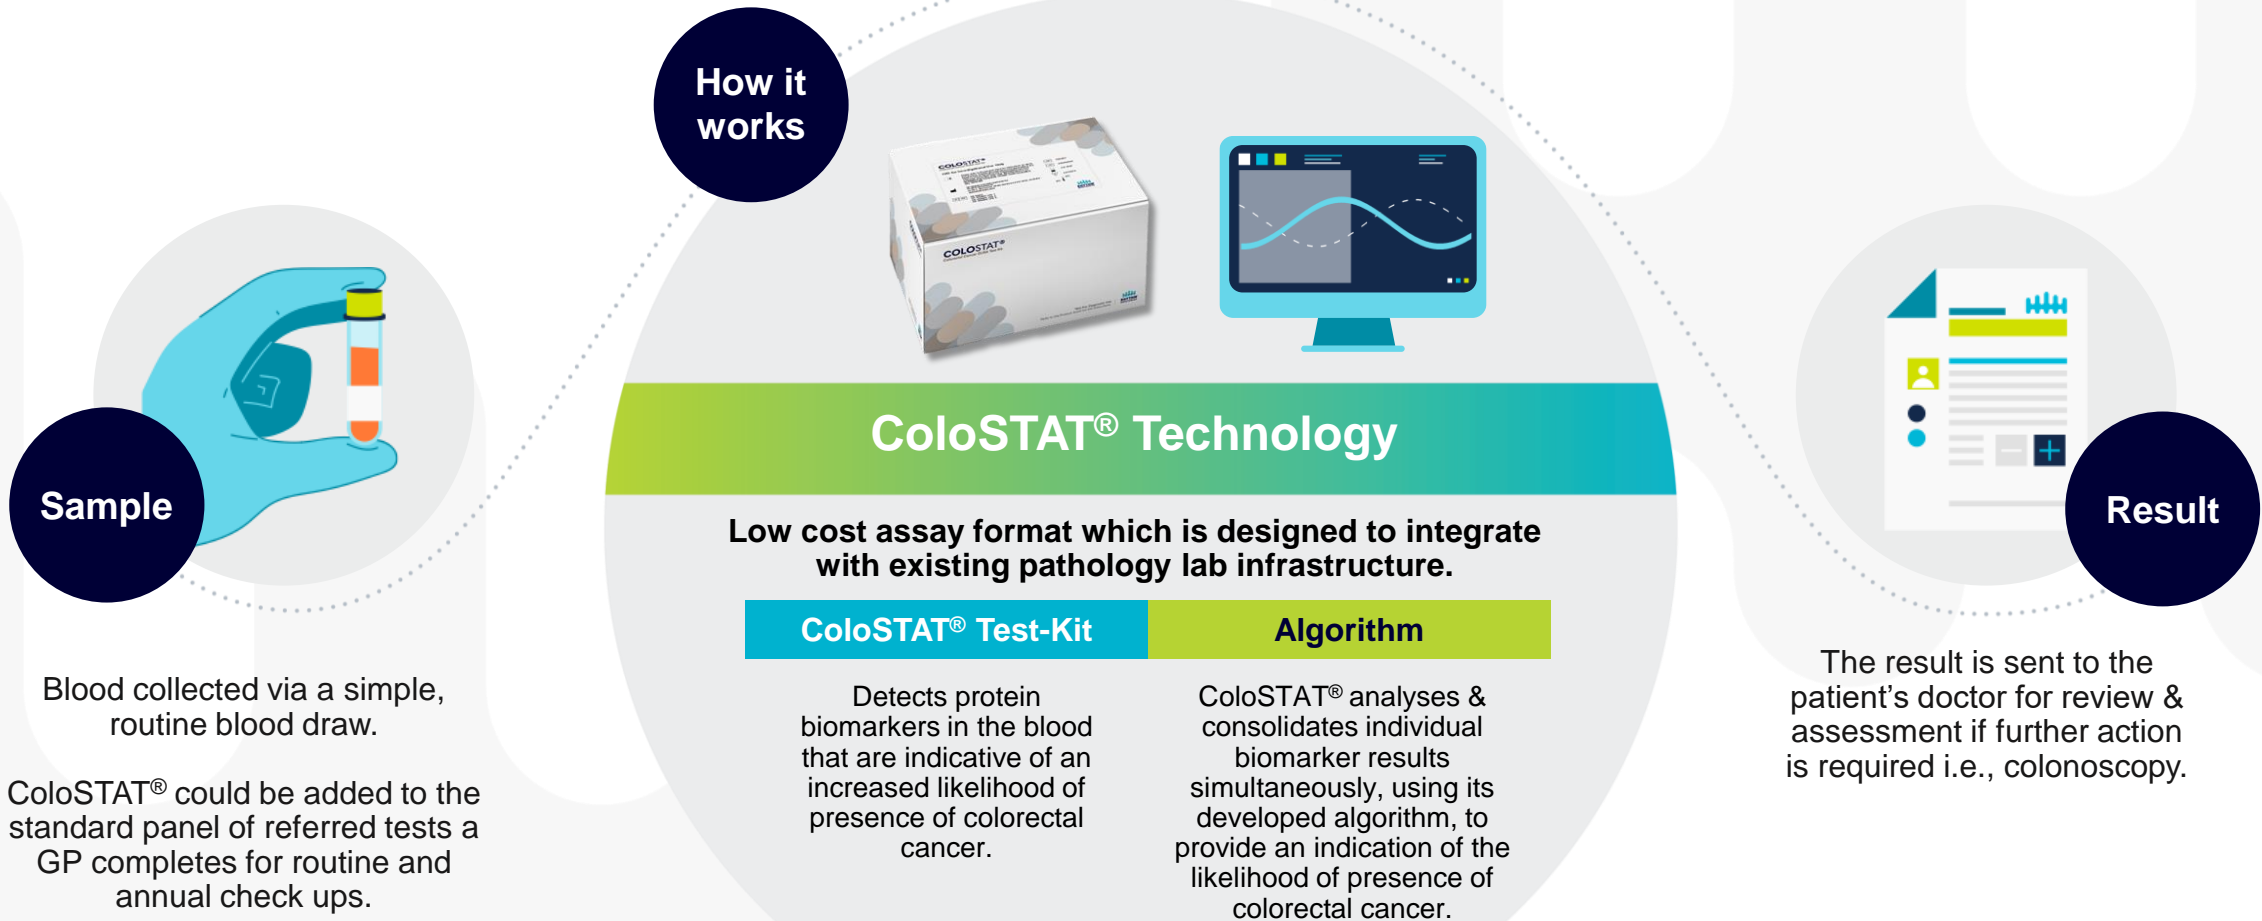 How it
works
COLOSTAT®
COLOSTAT®
Sample
Blood collected via a simple,
routine blood draw.
ColoSTAT® could be added to the
standard panel of referred tests a
GP completes for routine and
annual check ups.
ColoSTAT® Technology
Low cost assay format which is designed to integrate
with existing pathology lab infrastructure.
ColoSTAT® Test-Kit
Detects protein
biomarkers in the blood
that are indicative of an
increased likelihood of
presence of colorectal
cancer.
Algorithm
ColoSTAT® analyses &
consolidates individual
biomarker results
simultaneously, using its
developed algorithm, to
provide an indication of the
likelihood of presence of
colorectal cancer.
Result
The result is sent to the
patient’s doctor for review &
assessment if further action
is required i.e., colonoscopy.